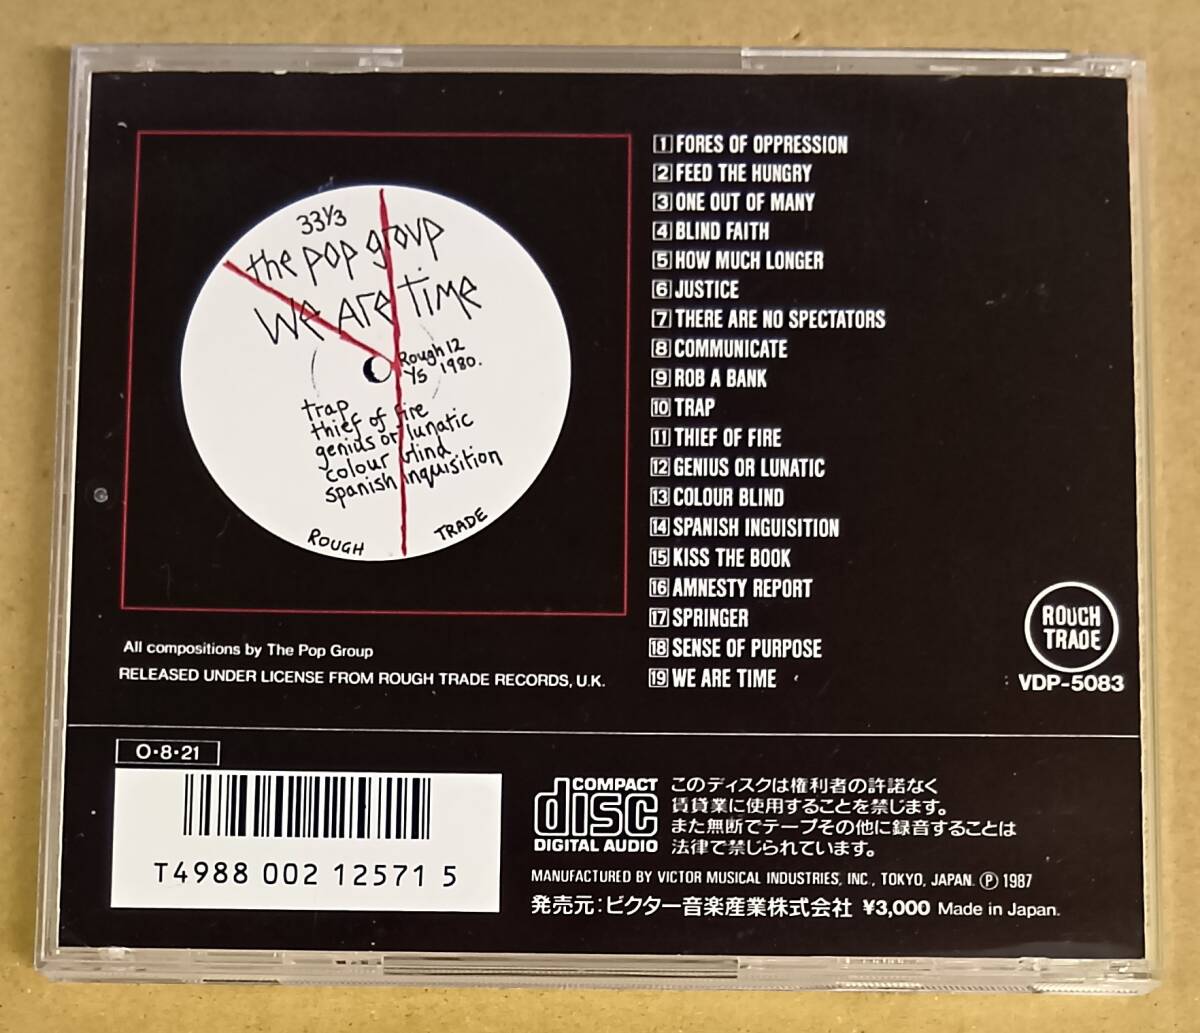 33⅓
the pop group
We Are Time
Rough 12
Y5 1980.
trap
thief of fire
genius or lunatic
colour blind
spanish inquisition
ROUGH TRADE
All compositions by The Pop Group
RELEASED UNDER LICENSE FROM ROUGH TRADE RECORDS, U.K.
1 FORES OF OPPRESSION
2 FEED THE HUNGRY
3 ONE OUT OF MANY
4 BLIND FAITH
5 HOW MUCH LONGER
6 JUSTICE
7 THERE ARE NO SPECTATORS
8 COMMUNICATE
9 ROB A BANK
10 TRAP
11 THIEF OF FIRE
12 GENIUS OR LUNATIC
13 COLOUR BLIND
14 SPANISH INGUISITION
15 KISS THE BOOK
16 AMNESTY REPORT
17 SPRINGER
18 SENSE OF PURPOSE
19 WE ARE TIME
ROUGH
TRADE
VDP-5083
O·8·21
T4988 002 12571 5
COMPACT
disc
DIGITAL AUDIO
このディスクは権利者の許諾なく
賃貸業に使用することを禁じます。
また無断でテープその他に録音することは
法律で禁じられています。
MANUFACTURED BY VICTOR MUSICAL INDUSTRIES, INC., TOKYO, JAPAN. Ⓟ 1987
発売元:ビクター音楽産業株式会社 ¥3,000 Made in Japan.